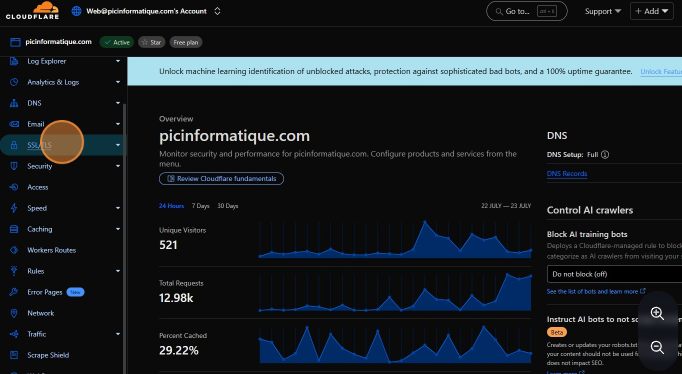 CLOUDFLARE
Web@picinformatique.com's Account
Go to...
Support
+ Add
picinformatique.com
Active
Star
Free plan
Log Explorer
Analytics & Logs
DNS
Email
SSL/TLS
Security
Access
Speed
Caching
Workers Routes
Rules
Error Pages
New
Network
Traffic
Scrape Shield
Unlock machine learning identification of unblocked attacks, protection against sophisticated bad bots, and a 100% uptime guarantee.
Unlock Featu
Overview
picinformatique.com
Monitor security and performance for picinformatique.com. Configure products and services from the
menu.
Review Cloudflare fundamentals
24 Hours
7 Days
30 Days
22 JULY — 23 JULY
Unique Visitors
521
Total Requests
12.98k
Percent Cached
29.22%
DNS
DNS Setup: Full
DNS Records
Control AI crawlers
Block AI training bots
Deploys a Cloudflare-managed rule to block
categorize as AI crawlers from visiting your
Do not block (off)
See the list of bots and learn more
Instruct AI bots to not sc
Beta
Creates or updates your robots.txt
your content should not be used fo
does not impact SEO.